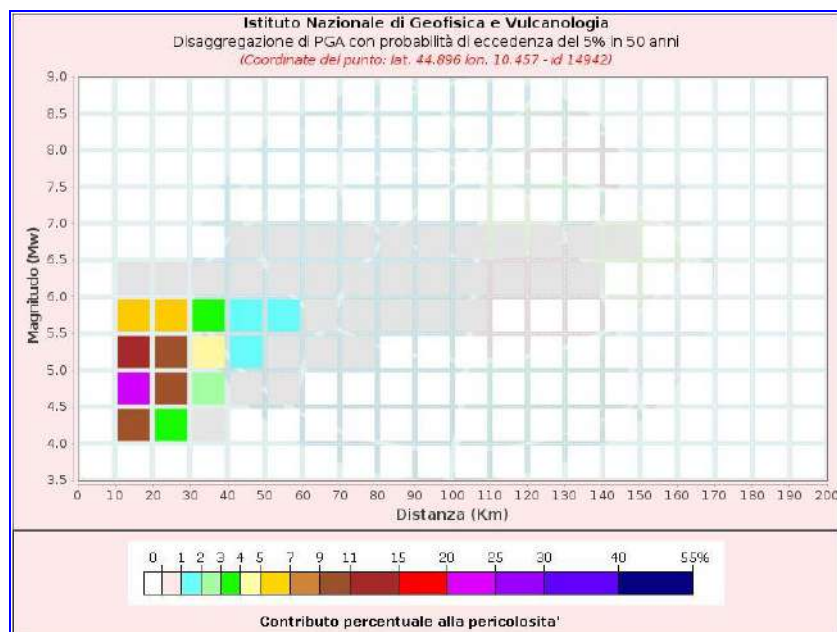 Istituto Nazionale di Geofisica e Vulcanologia
Disaggregazione di PGA con probabilità di eccedenza del 5% in 50 anni
(Coordinate del punto: lat. 44.896 lon. 10.457 - id 14942)
9.0
8.5
8.0
7.5
7.0
6.5
6.0
5.5
5.0
4.5
4.0
3.5
Magnitudo (Mw)
0 10 20 30 40 50 60 70 80 90 100 110 120 130 140 150 160 170 180 190 200
Distanza (Km)
0 1 2 3 4 5 7 9 11 15 20 25 30 40 55%
Contributo percentuale alla pericolosita'